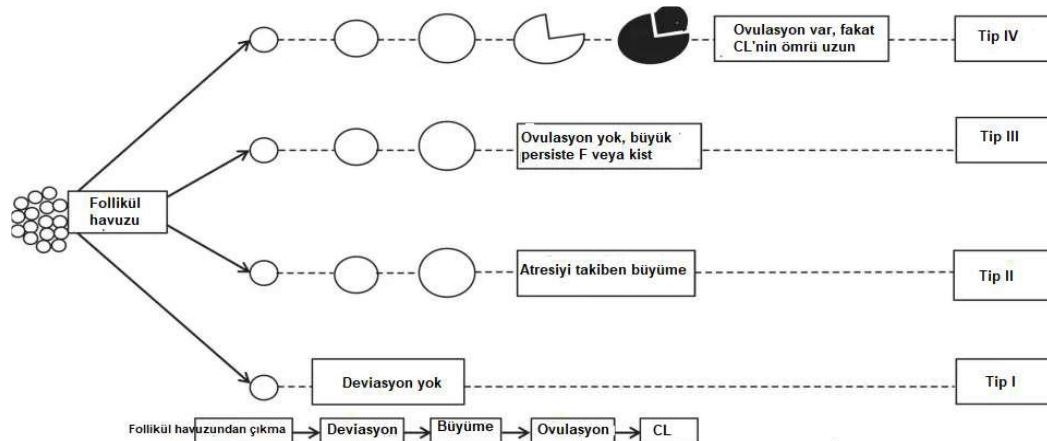 Ovulasyon var, fakat
CL'nin ömrü uzun
Tip IV
Ovulasyon yok, büyük
persiste F veya kist
Tip III
Follikül
havuzu
Atresiyi takiben büyüme
Tip II
Deviasyon yok
Tip I
Follikül havuzundan çıkma
Deviasyon
Büyüme
Ovulasyon
CL